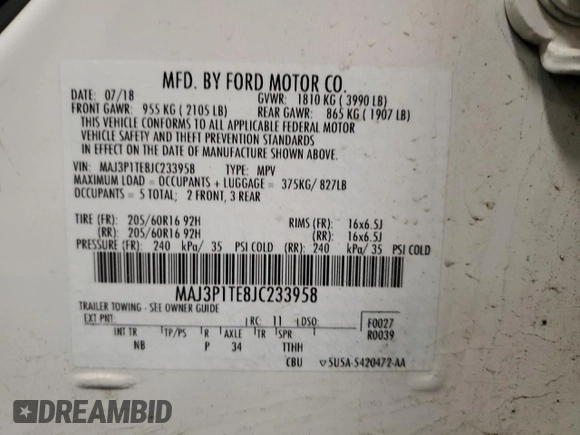 MFD. BY FORD MOTOR CO.
DATE: 07/18 GVWR: 1810 KG ( 3990 LB)
FRONT GAWR: 955 KG ( 2105 LB) REAR GAWR: 865 KG ( 1907 LB)
THIS VEHICLE CONFORMS TO ALL APPLICABLE FEDERAL MOTOR
VEHICLE SAFETY AND THEFT PREVENTION STANDARDS
IN EFFECT ON THE DATE OF MANUFACTURE SHOWN ABOVE.
VIN: MAJ3P1TE8JC233958 TYPE: MPV
MAXIMUM LOAD = OCCUPANTS + LUGGAGE = 375KG/ 827LB
OCCUPANTS = 5 TOTAL; 2 FRONT, 3 REAR
TIRE (FR): 205/60R16 92H RIMS (FR): 16x6.5J
(RR): 205/60R16 92H (RR): 16x6.5J
PRESSURE (FR): 240 kPa/ 35 PSI COLD (RR): 240 kPa/ 35 PSI COLD
MAJ3P1TE8JC233958
TRAILER TOWING - SEE OWNER GUIDE
EXT PNT: RC: 11 DSO: F0027
R0039
INT TR TP/PS R AXLE TR SPR
NB P 34 TTHH
CBU 5U5A-5420472-AA
DREAMBID